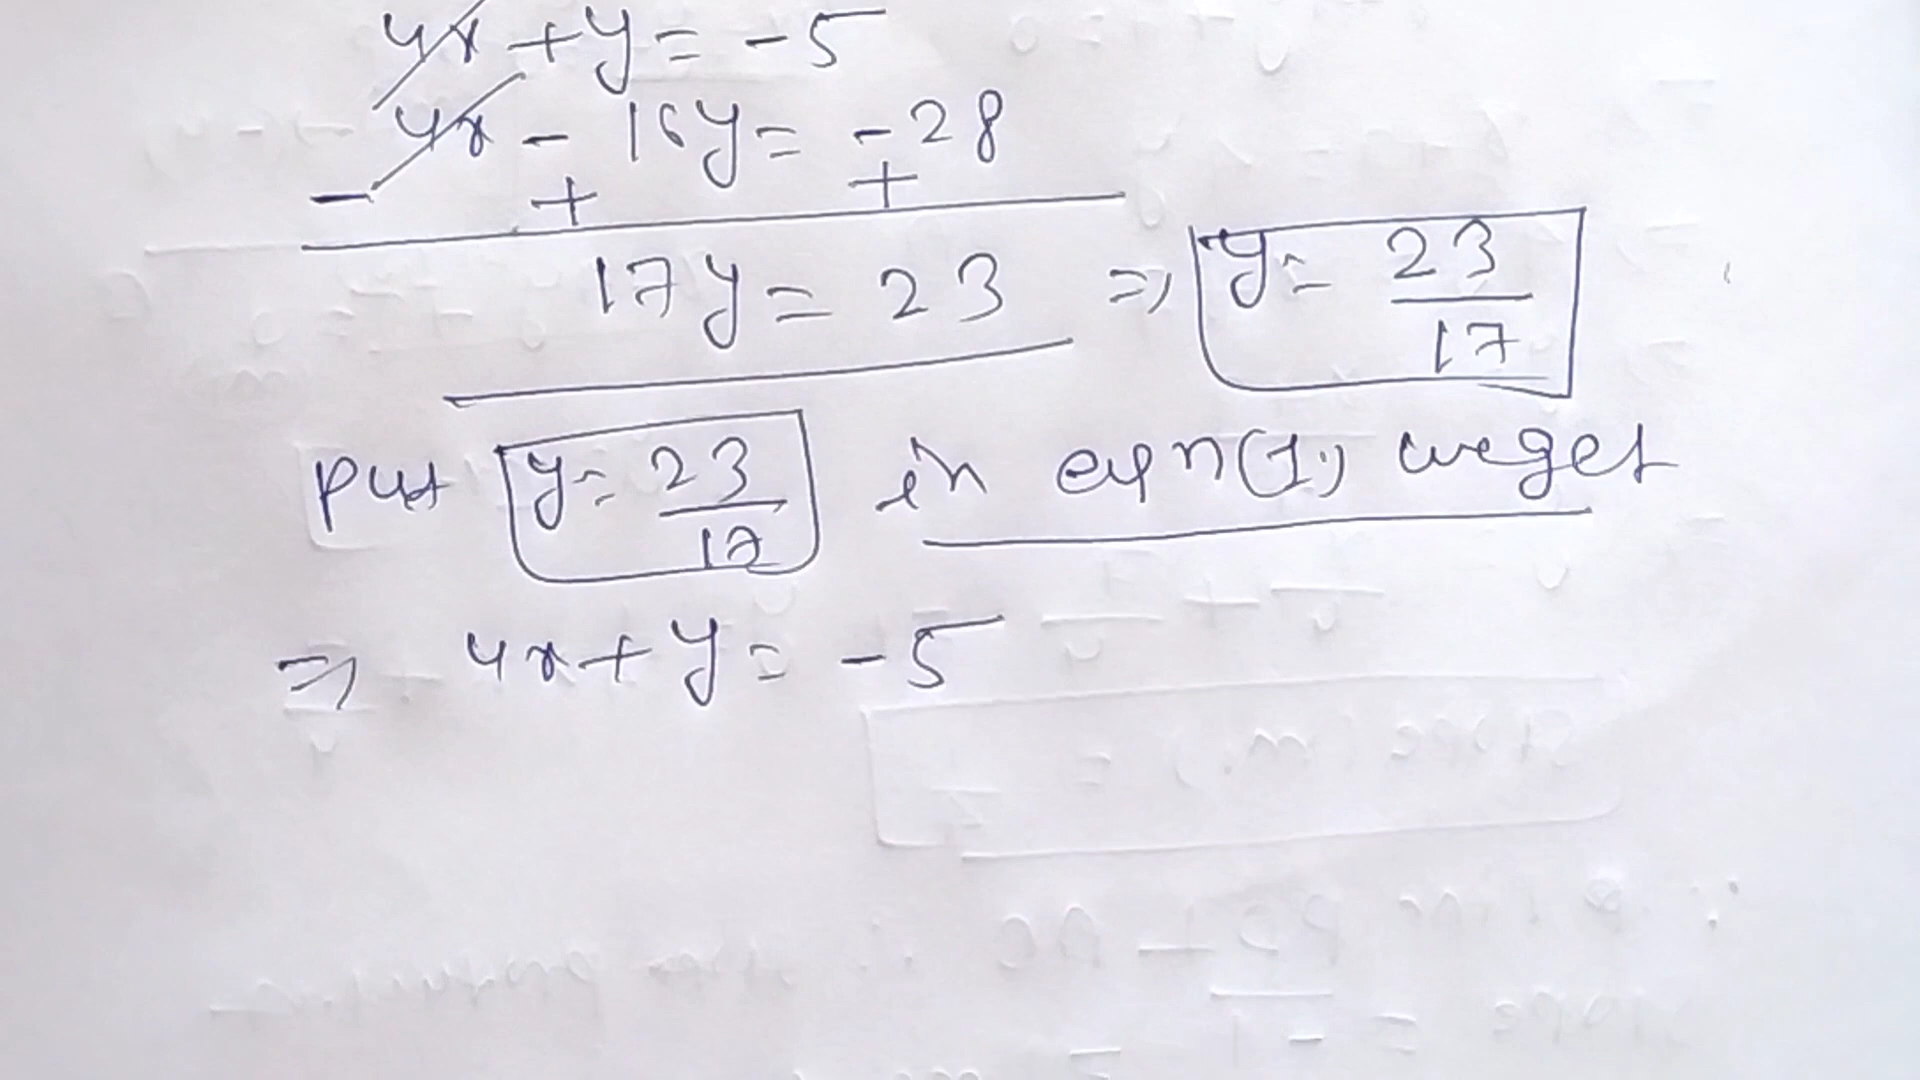 4x + y = -5
4x - 16y = -28
- + +
17y = 23 => y = 23/17
put y = 23/17 in eqn(1.) we get
=> 4x + y = -5